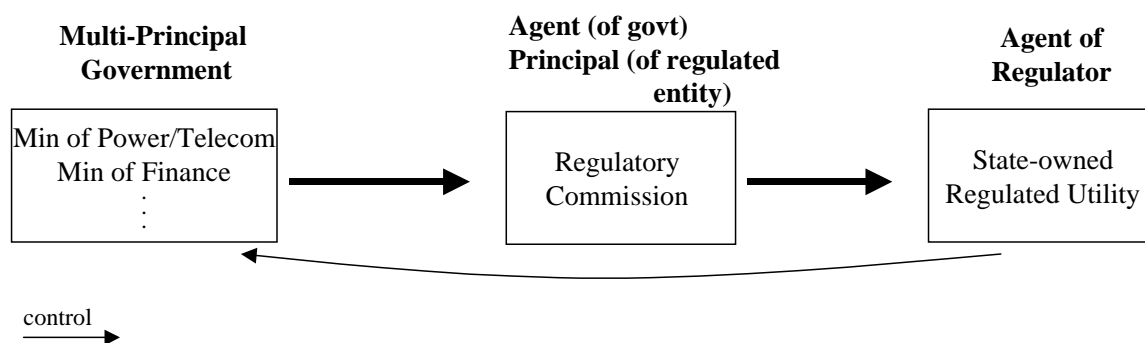 Multi-Principal
Government
Min of Power/Telecom
Min of Finance
.
.
.
Agent (of govt)
Principal (of regulated
entity)
Regulatory
Commission
Agent of
Regulator
State-owned
Regulated Utility
control